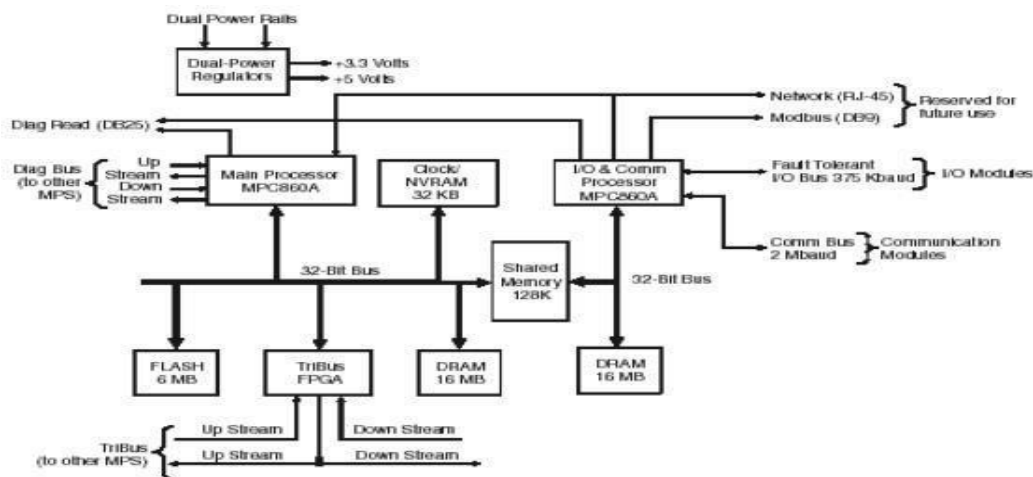 Dual Power Rails
Dual-Power
Regulators
+3.3 Volts
+5 Volts
Network (RJ-45)
Modbus (DB9)
Reserved for
future use
Diag Read (DB25)
Diag Bus
(to other
MPS)
Up
Stream
Down
Stream
Main Processor
MPC860A
Clock/
NVRAM
32 KB
I/O & Comm
Processor
MPC860A
Fault Tolerant
I/O Bus 375 Kbaud
I/O Modules
Comm Bus
2 Mbaud
Communication
Modules
32-Bit Bus
Shared
Memory
128K
32-Bit Bus
FLASH
6 MB
TriBus
FPGA
DRAM
16 MB
DRAM
16 MB
TriBus
(to other MPS)
Up Stream
Down Stream
Up Stream
Down Stream